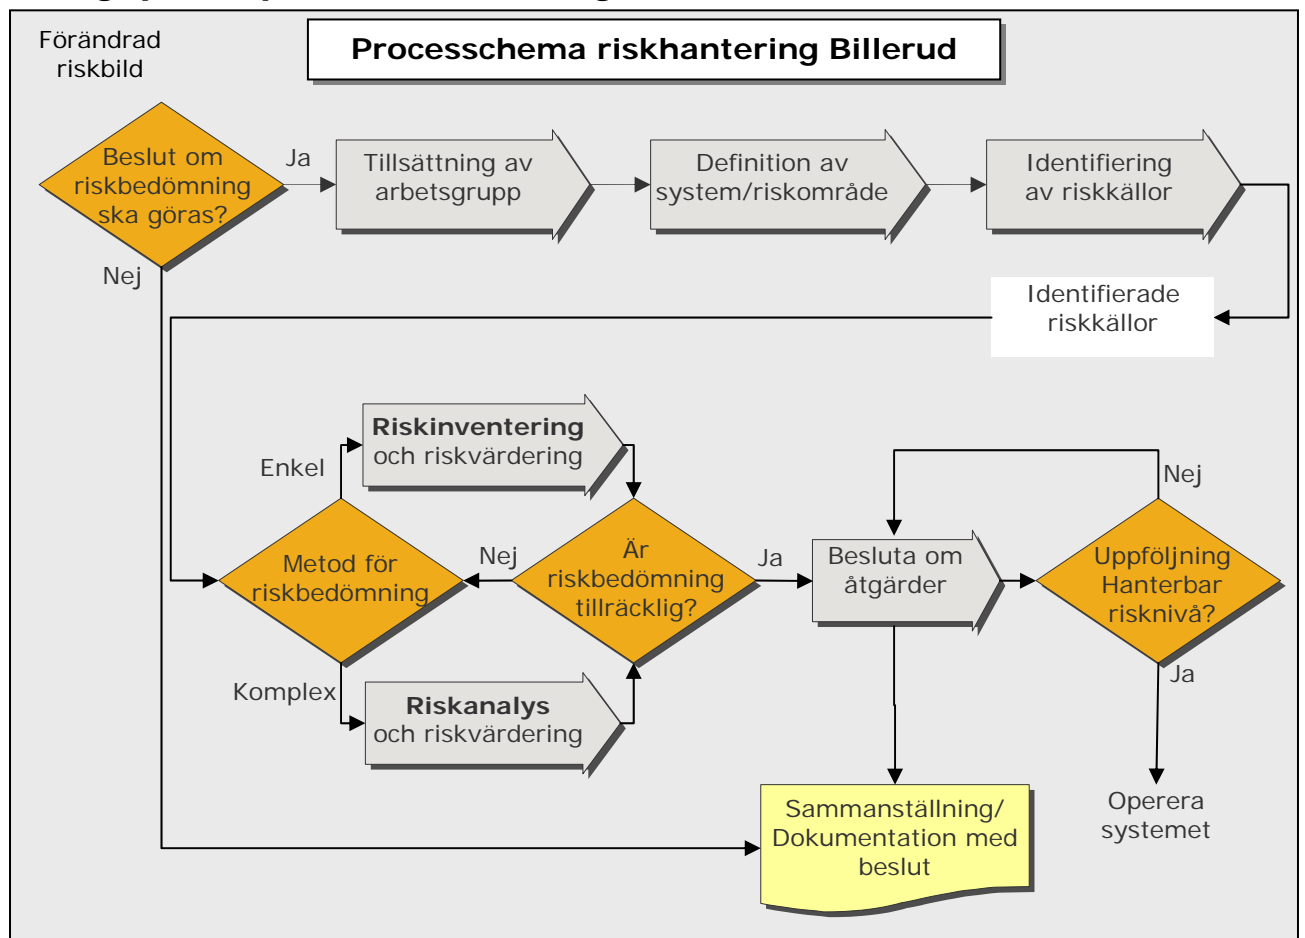 Förändrad
riskbild
Processchema riskhantering Billerud
Beslut om
riskbedömning
ska göras?
Ja
Tillsättning av
arbetsgrupp
Definition av
system/riskområde
Identifiering
av riskkällor
Nej
Identifierade
riskkällor
Riskinventering
och riskvärdering
Enkel
Nej
Metod för
riskbedömning
Nej
Är
riskbedömning
tillräcklig?
Ja
Besluta om
åtgärder
Uppföljning
Hanterbar
risknivå?
Komplex
Riskanalys
och riskvärdering
Ja
Sammanställning/
Dokumentation med
beslut
Operera
systemet